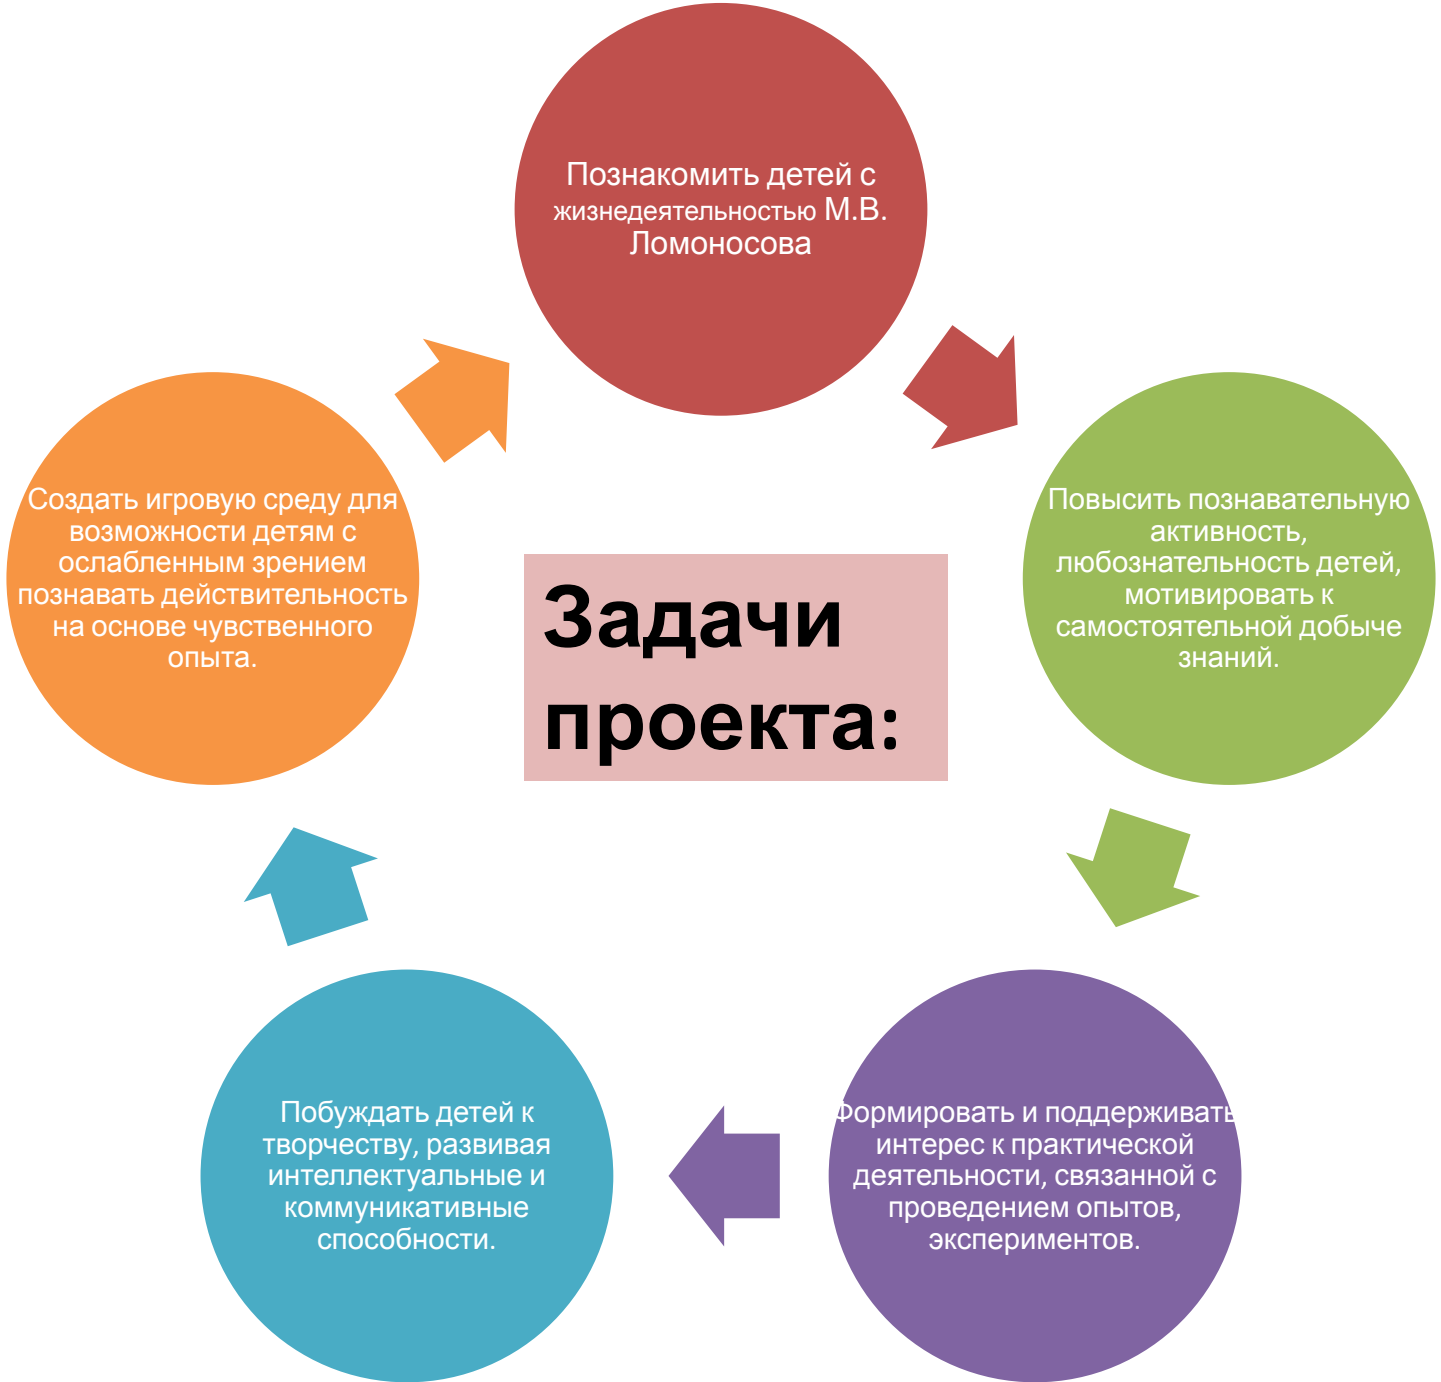 Познакомить детей с
жизнедеятельностью М.В.
Ломоносова
Повысить познавательную
активность,
любознательность детей,
мотивировать к
самостоятельной добыче
знаний.
Формировать и поддерживать
интерес к практической
деятельности, связанной с
проведением опытов,
экспериментов.
Побуждать детей к
творчеству, развивая
интеллектуальные и
коммуникативные
способности.
Создать игровую среду для
возможности детям с
ослабленным зрением
познавать действительность
на основе чувственного
опыта.
Задачи
проекта: